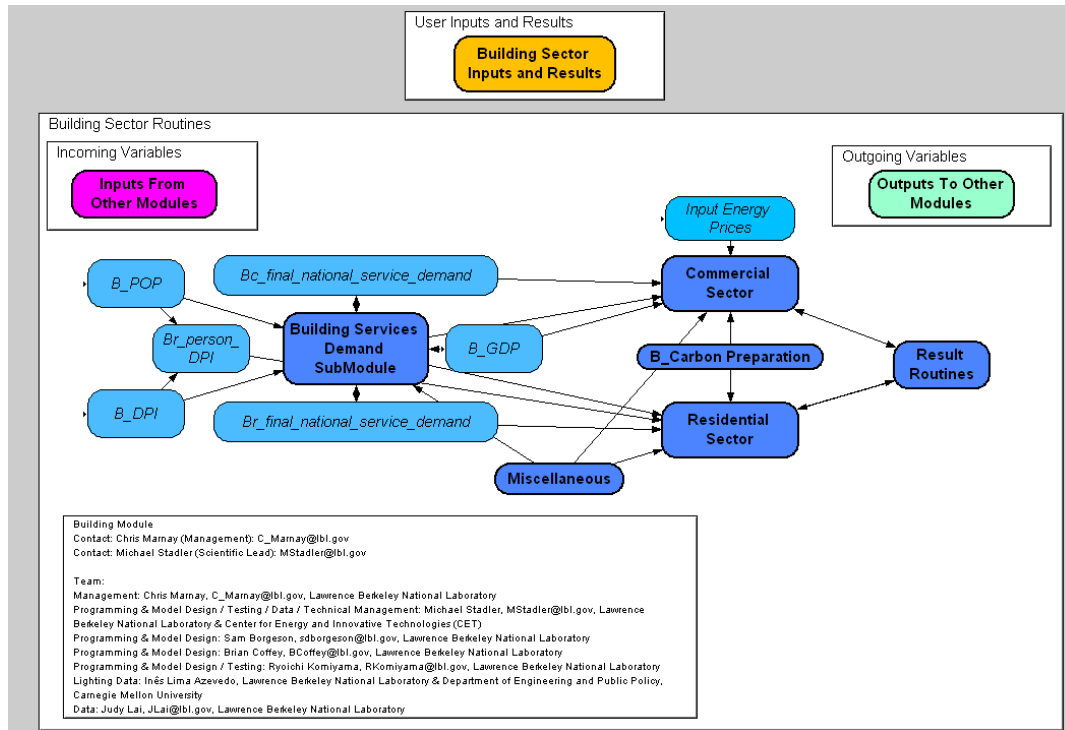 User Inputs and Results
Building Sector
Inputs and Results
Building Sector Routines
Incoming Variables
Inputs From
Other Modules
Outgoing Variables
Outputs To Other
Modules
Input Energy
Prices
B_POP
Bc_final_national_service_demand
Commercial
Sector
Br_person_
DPI
Building Services
Demand
SubModule
B_GDP
B_Carbon Preparation
Result
Routines
B_DPI
Br_final_national_service_demand
Residential
Sector
Miscellaneous
Building Module
Contact: Chris Marnay (Management): C_Marnay@lbl.gov
Contact: Michael Stadler (Scientific Lead): MStadler@lbl.gov
Team:
Management: Chris Marnay, C_Marnay@lbl.gov, Lawrence Berkeley National Laboratory
Programming & Model Design / Testing / Data / Technical Management: Michael Stadler, MStadler@lbl.gov, Lawrence
Berkeley National Laboratory & Center for Energy and Innovative Technologies (CET)
Programming & Model Design: Sam Borgeson, sdborgeson@lbl.gov, Lawrence Berkeley National Laboratory
Programming & Model Design: Brian Coffey, BCoffey@lbl.gov, Lawrence Berkeley National Laboratory
Programming & Model Design / Testing: Ryoichi Komiyama, RKomiyama@lbl.gov, Lawrence Berkeley National Laboratory
Lighting Data: Inês Lima Azevedo, Lawrence Berkeley National Laboratory & Department of Engineering and Public Policy,
Carnegie Mellon University
Data: Judy Lai, JLai@lbl.gov, Lawrence Berkeley National Laboratory